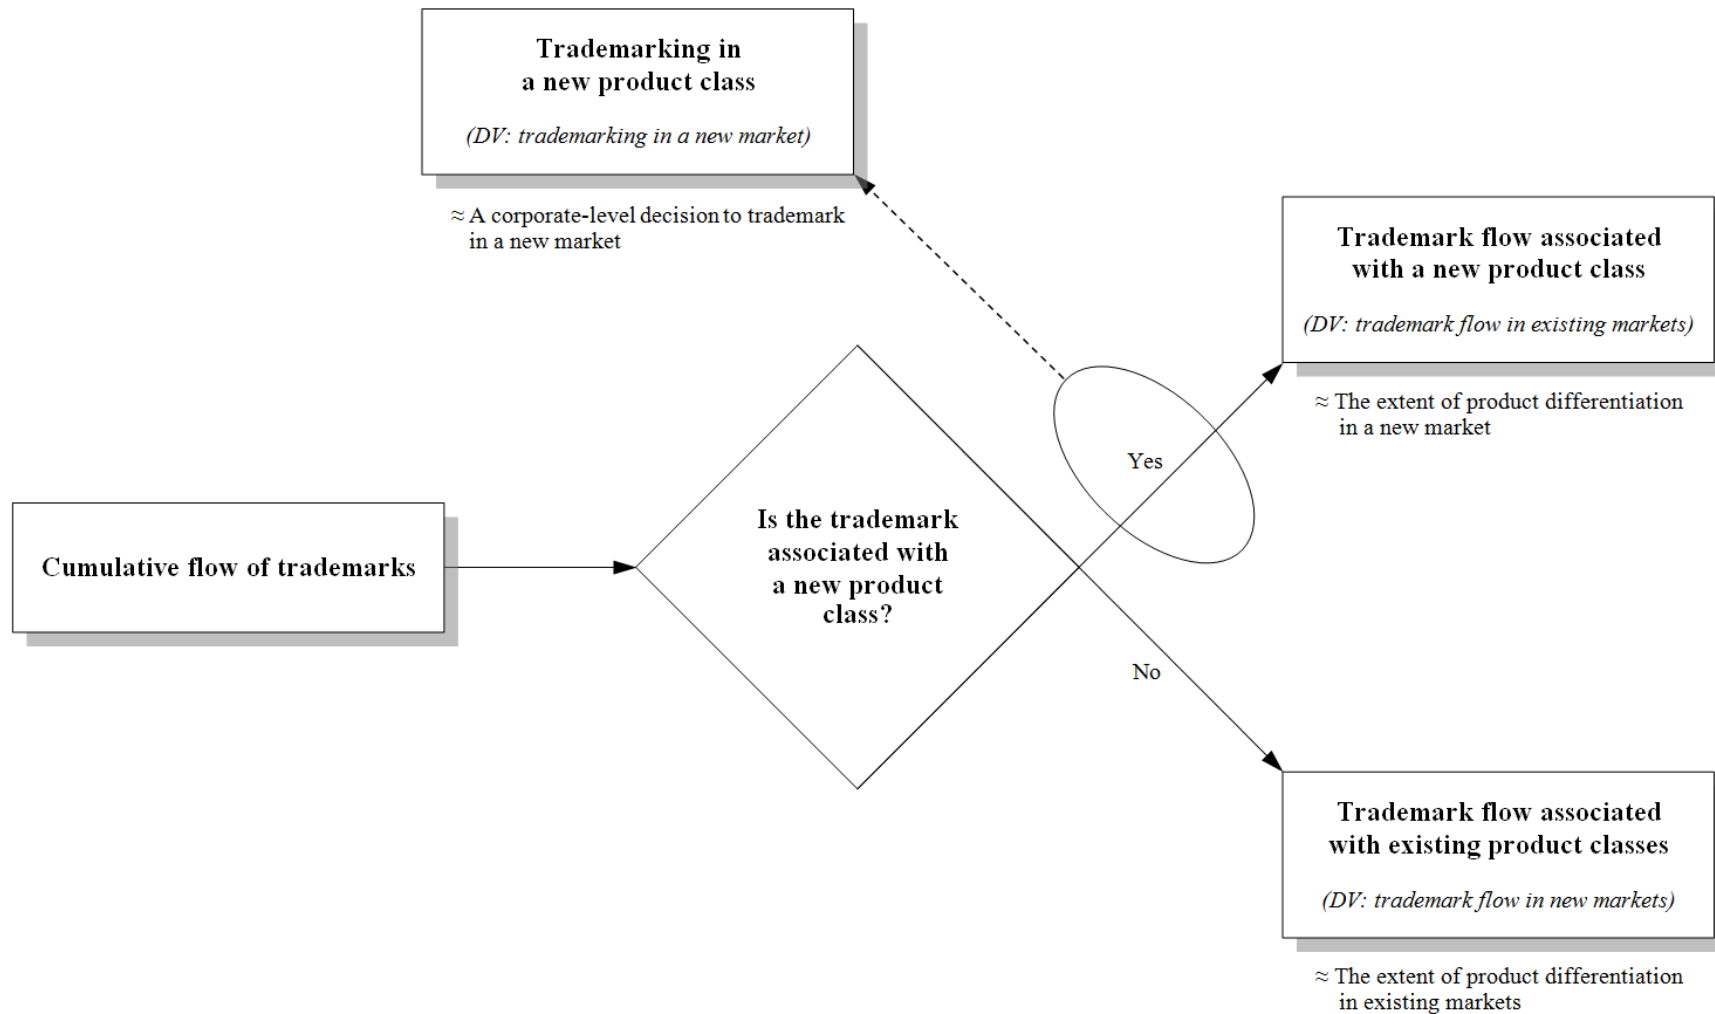 Trademarking in
a new product class
(DV: trademarking in a new market)
≈ A corporate-level decision to trademark
in a new market
Trademark flow associated
with a new product class
(DV: trademark flow in existing markets)
≈ The extent of product differentiation
in a new market
Yes
Cumulative flow of trademarks
Is the trademark
associated with
a new product
class?
No
Trademark flow associated
with existing product classes
(DV: trademark flow in new markets)
≈ The extent of product differentiation
in existing markets